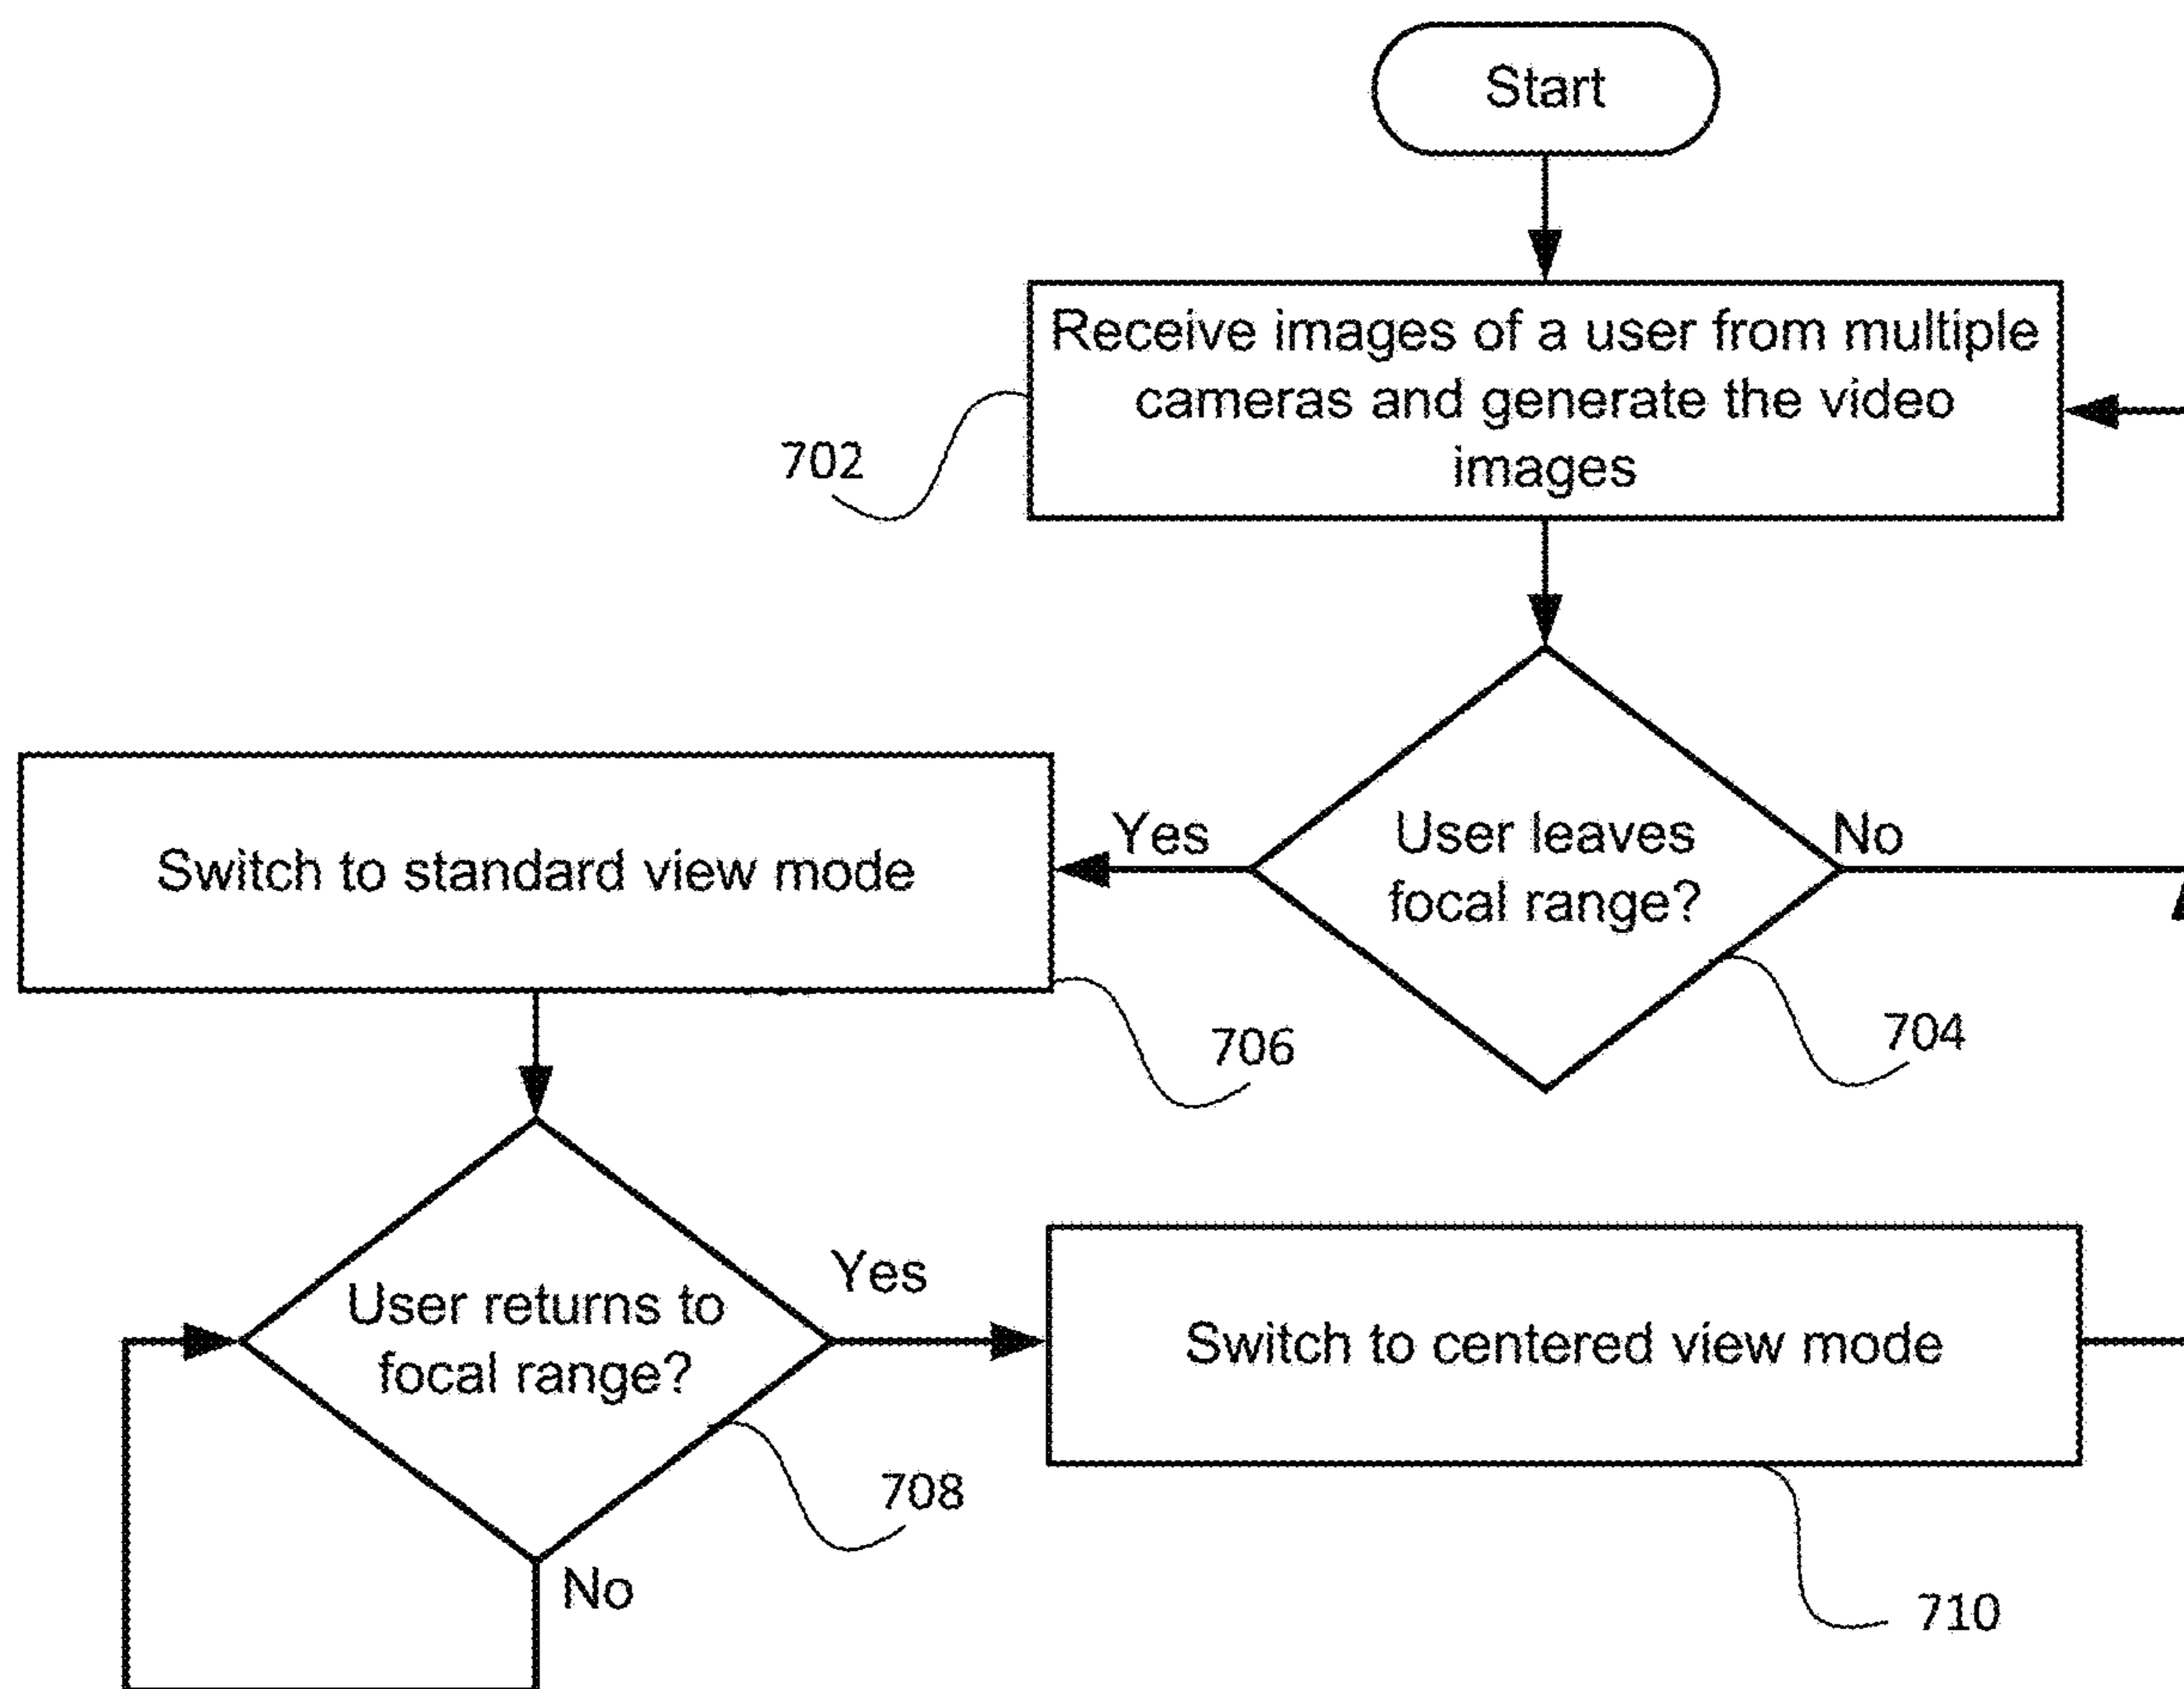 Start
Receive images of a user from multiple
cameras and generate the video
images
702
User leaves
focal range?
Yes
No
704
Switch to standard view mode
706
User returns to
focal range?
Yes
No
708
Switch to centered view mode
710